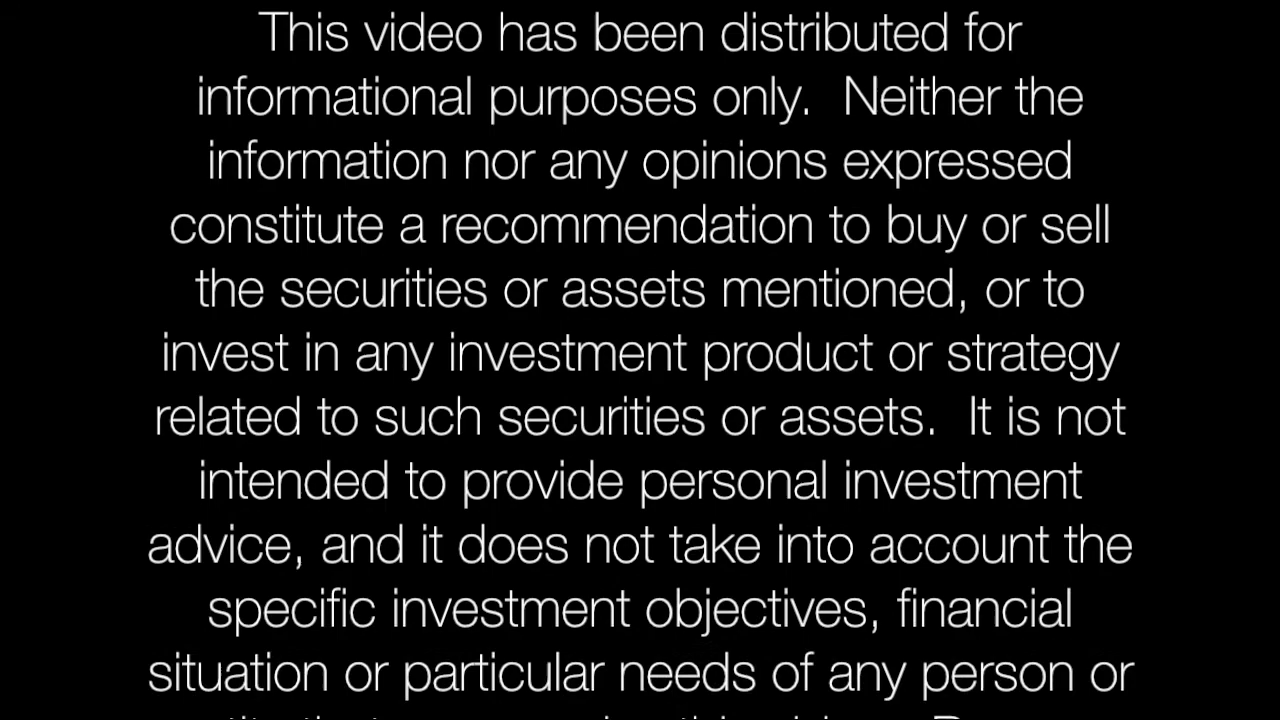 This video has been distributed for
informational purposes only.  Neither the
information nor any opinions expressed
constitute a recommendation to buy or sell
the securities or assets mentioned, or to
invest in any investment product or strategy
related to such securities or assets.  It is not
intended to provide personal investment
advice, and it does not take into account the
specific investment objectives, financial
situation or particular needs of any person or